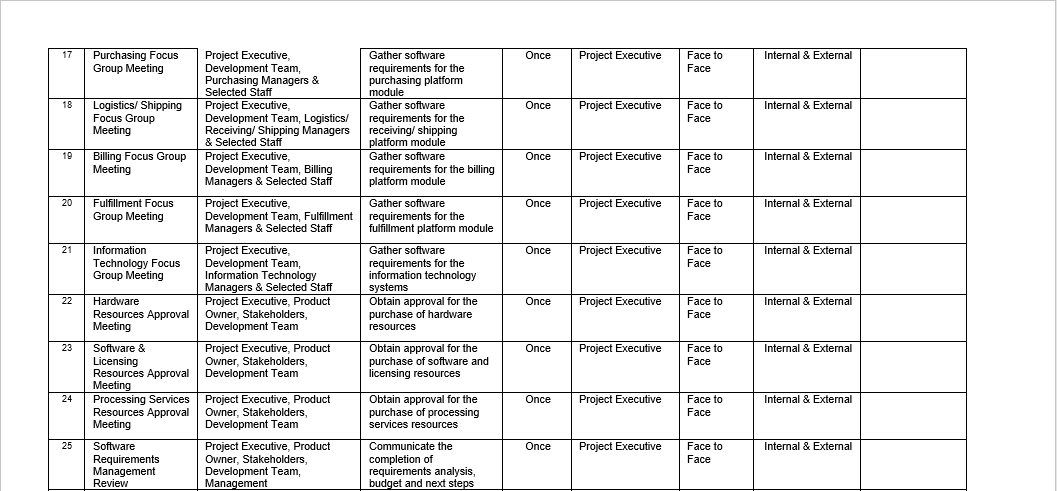 17 Purchasing Focus Group Meeting Project Executive, Development Team, Purchasing Managers & Selected Staff Gather software requirements for the purchasing platform module Once Project Executive Face to Face Internal & External
18 Logistics/ Shipping Focus Group Meeting Project Executive, Development Team, Logistics/ Receiving/ Shipping Managers & Selected Staff Gather software requirements for the receiving/ shipping platform module Once Project Executive Face to Face Internal & External
19 Billing Focus Group Meeting Project Executive, Development Team, Billing Managers & Selected Staff Gather software requirements for the billing platform module Once Project Executive Face to Face Internal & External
20 Fulfillment Focus Group Meeting Project Executive, Development Team, Fulfillment Managers & Selected Staff Gather software requirements for the fulfillment platform module Once Project Executive Face to Face Internal & External
21 Information Technology Focus Group Meeting Project Executive, Development Team, Information Technology Managers & Selected Staff Gather software requirements for the information technology systems Once Project Executive Face to Face Internal & External
22 Hardware Resources Approval Meeting Project Executive, Product Owner, Stakeholders, Development Team Obtain approval for the purchase of hardware resources Once Project Executive Face to Face Internal & External
23 Software & Licensing Resources Approval Meeting Project Executive, Product Owner, Stakeholders, Development Team Obtain approval for the purchase of software and licensing resources Once Project Executive Face to Face Internal & External
24 Processing Services Resources Approval Meeting Project Executive, Product Owner, Stakeholders, Development Team Obtain approval for the purchase of processing services resources Once Project Executive Face to Face Internal & External
25 Software Requirements Management Review Project Executive, Product Owner, Stakeholders, Development Team, Management Communicate the completion of requirements analysis, budget and next steps Once Project Executive Face to Face Internal & External